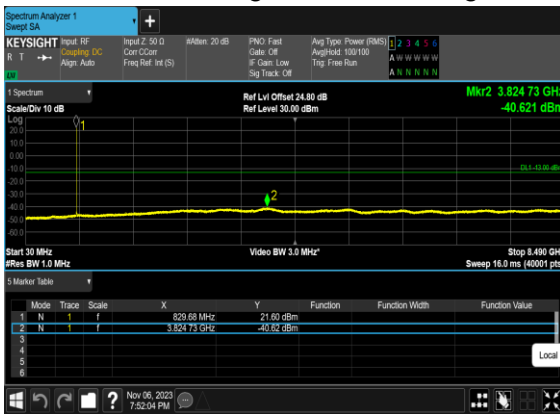 Spectrum Analyzer 1
Swept SA
+
KEYSIGHT
R T
LV
Input: RF
Coupling: DC
Align: Auto
Input Z: 50 Ω
Corr CCorr
Freq Ref: Int (S)
#Atten: 20 dB
PNO: Fast
Gate: Off
IF Gain: Low
Sig Track: Off
Avg Type: Power (RMS)
Avg|Hold: 100/100
Trig: Free Run
1 2 3 4 5 6
A W W W W W
A N N N N N
1 Spectrum
Scale/Div 10 dB
Ref Lvl Offset 24.80 dB
Ref Level 30.00 dBm
Mkr2 3.824 73 GHz
-40.621 dBm
Log
20.0
10.0
0.00
-10.0
-20.0
-30.0
-40.0
-50.0
-60.0
1
2
DL1 -13.00 dBm
Start 30 MHz
#Res BW 1.0 MHz
Video BW 3.0 MHz*
Stop 8.490 GH
Sweep 16.0 ms (40001 pts
5 Marker Table
Mode Trace Scale X Y Function Function Width Function Value
1 N 1 f 829.68 MHz 21.60 dBm
2 N 1 f 3.824 73 GHz -40.62 dBm
3
4
5
6
Local
?
Nov 06, 2023
7:52:04 PM